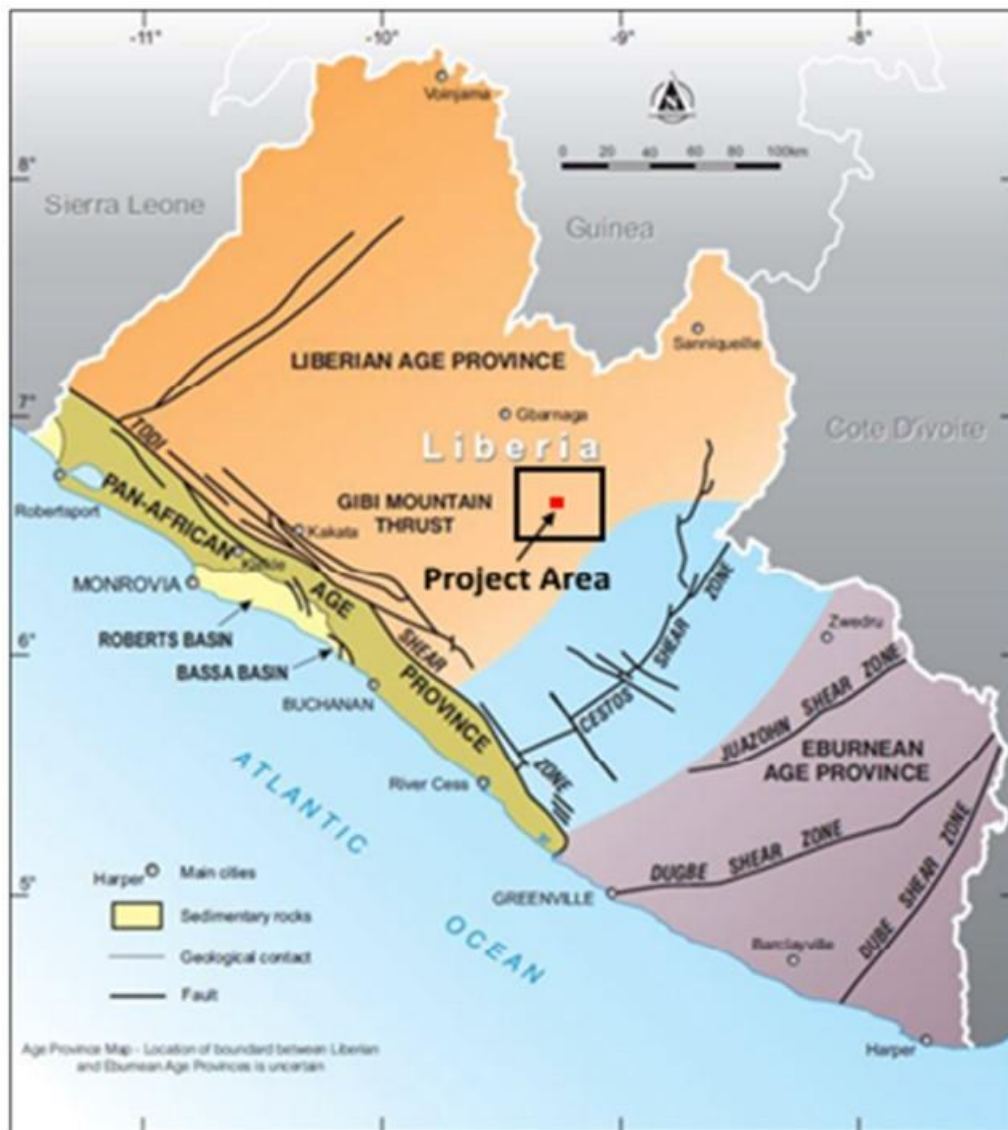 -11°
-10°
-9°
-8°
Voinjama
N
0 20 40 60 80 100km
8°
Sierra Leone
Guinea
Sanniqueille
LIBERIAN AGE PROVINCE
7°
Gbarnaga
Cote D'ivoire
Liberia
TODI
PAN-AFRICAN
GIBI MOUNTAIN
THRUST
Robertsport
Kakata
Project Area
MONROVIA
AGE
ZONE
Zwedru
ROBERTS BASIN
SHEAR
SHEAR
6°
BASSA BASIN
PROVINCE
BUCHANAN
CESTOS
JUAZOHN SHEAR ZONE
EBURNEAN
AGE PROVINCE
ATLANTIC
River Cess
ZONE
DUGBE SHEAR ZONE
DUBE SHEAR ZONE
Harper
Main cities
5°
GREENVILLE
Sedimentary rocks
OCEAN
Barclayville
Geological contact
Fault
Age Province Map - Location of boundard between Liberian
and Eburnean Age Provinces is uncertain
Harper